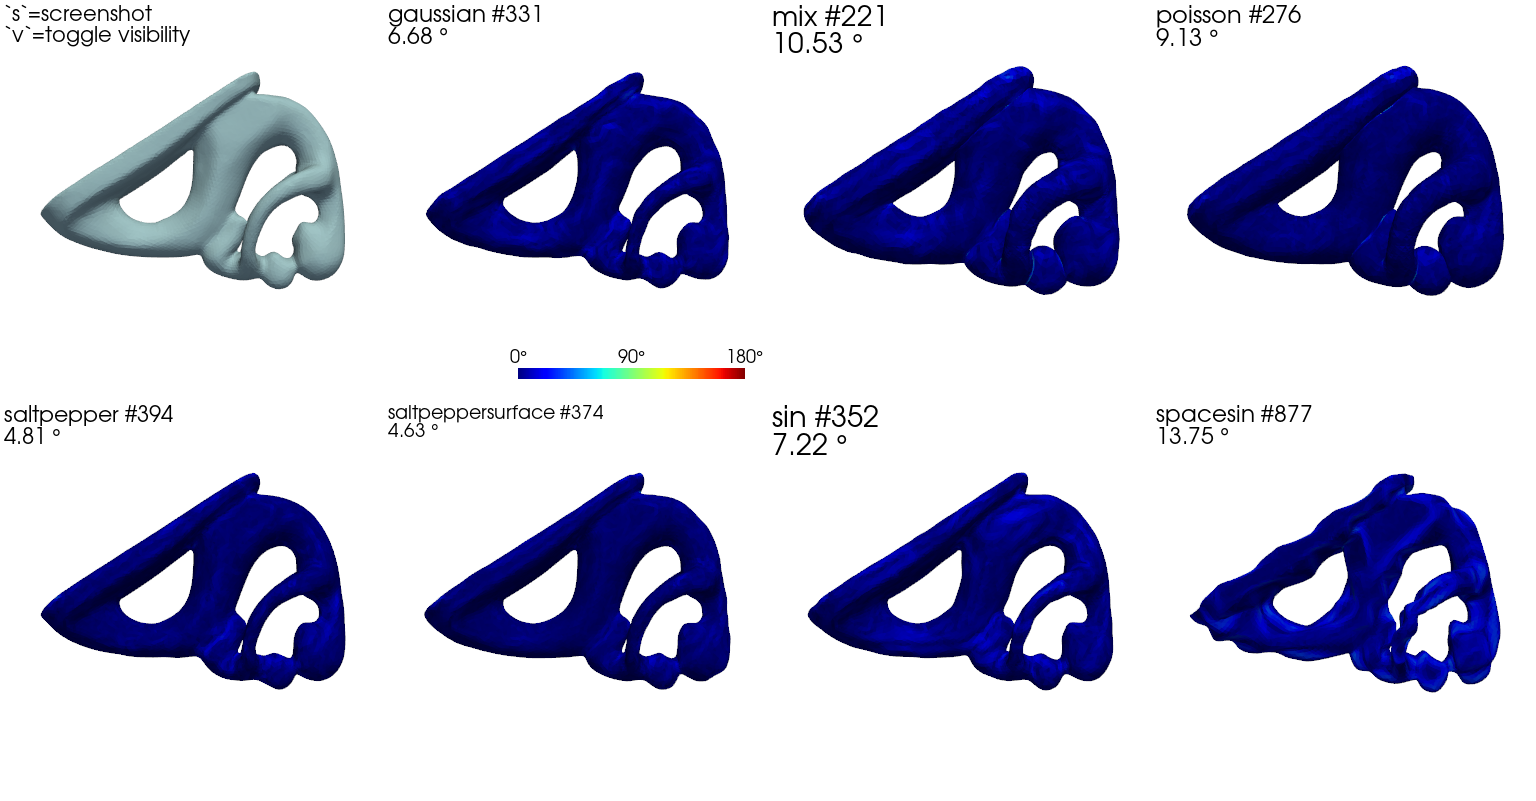 `s`=screenshot
`v`=toggle visibility
gaussian #331
6.68 °
mix #221
10.53 °
poisson #276
9.13 °
0° 90° 180°
saltpepper #394
4.81 °
saltpeppersurface #374
4.63 °
sin #352
7.22 °
spacesin #877
13.75 °